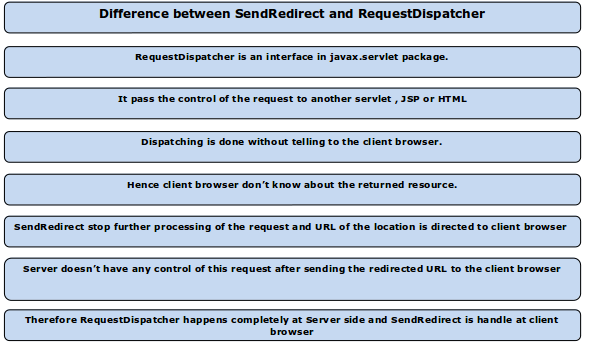 Difference between SendRedirect and RequestDispatcher
RequestDispatcher is an interface in javax.servlet package.
It pass the control of the request to another servlet , JSP or HTML
Dispatching is done without telling to the client browser.
Hence client browser don’t know about the returned resource.
SendRedirect stop further processing of the request and URL of the location is directed to client browser
Server doesn’t have any control of this request after sending the redirected URL to the client browser
Therefore RequestDispatcher happens completely at Server side and SendRedirect is handle at client
browser